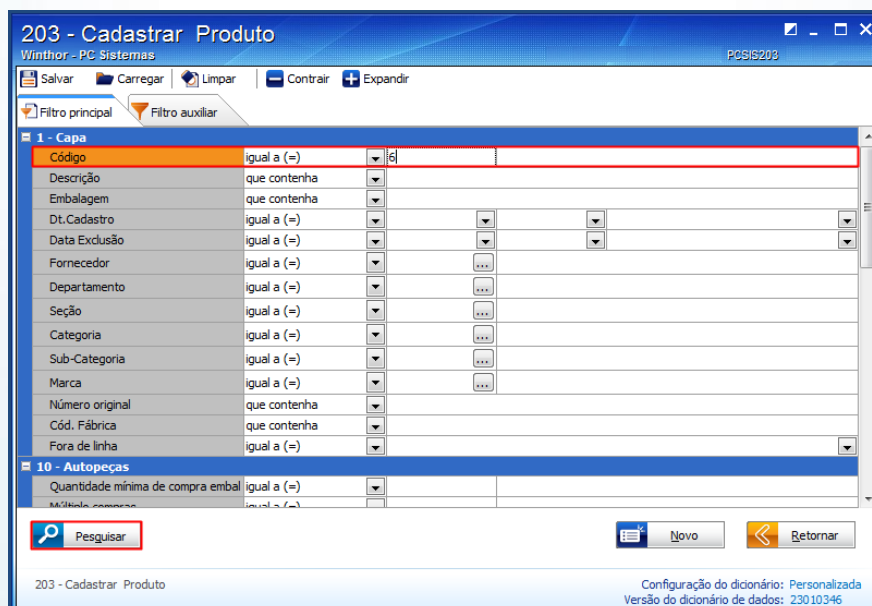 203 - Cadastrar Produto
Winthor - PC Sistemas
PCSIS203
Salvar Carregar Limpar Contrair Expandir
Filtro principal Filtro auxiliar
1 - Capa
Código igual a (=) 6
Descrição que contenha
Embalagem que contenha
Dt.Cadastro igual a (=)
Data Exclusão igual a (=)
Fornecedor igual a (=) ...
Departamento igual a (=) ...
Seção igual a (=) ...
Categoria igual a (=) ...
Sub-Categoria igual a (=) ...
Marca igual a (=) ...
Número original que contenha
Cód. Fábrica que contenha
Fora de linha igual a (=)
10 - Autopeças
Quantidade mínima de compra embal igual a (=)
Múltiplo compras igual a (=)
Pesquisar Novo Retornar
203 - Cadastrar Produto
Configuração do dicionário: Personalizada
Versão do dicionário de dados: 23010346